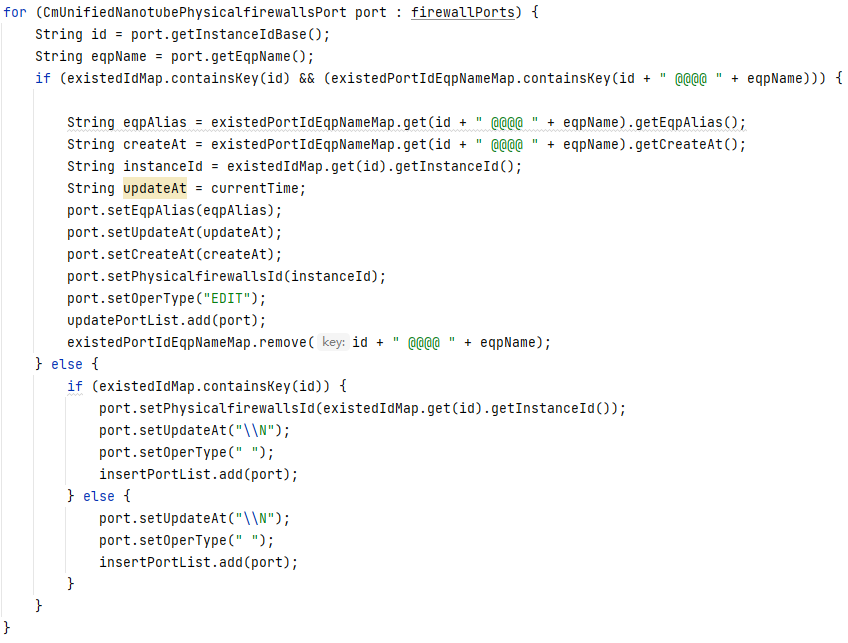 for (CmUnifiedNanotubePhysicalfirewallsPort port : firewallPorts) {
String id = port.getInstanceIdBase();
String eqpName = port.getEqpName();
if (existedIdMap.containsKey(id) && (existedPortIdEqpNameMap.containsKey(id + " @@@@ " + eqpName))) {
String eqpAlias = existedPortIdEqpNameMap.get(id + " @@@@ " + eqpName).getEqpAlias();
String createAt = existedPortIdEqpNameMap.get(id + " @@@@ " + eqpName).getCreateAt();
String instanceId = existedIdMap.get(id).getInstanceId();
String updateAt = currentTime;
port.setEqpAlias(eqpAlias);
port.setUpdateAt(updateAt);
port.setCreateAt(createAt);
port.setPhysicalfirewallsId(instanceId);
port.setOperType("EDIT");
updatePortList.add(port);
existedPortIdEqpNameMap.remove( key: id + " @@@@ " + eqpName);
} else {
if (existedIdMap.containsKey(id)) {
port.setPhysicalfirewallsId(existedIdMap.get(id).getInstanceId());
port.setUpdateAt("\\N");
port.setOperType(" ");
insertPortList.add(port);
} else {
port.setUpdateAt("\\N");
port.setOperType(" ");
insertPortList.add(port);
}
}
}